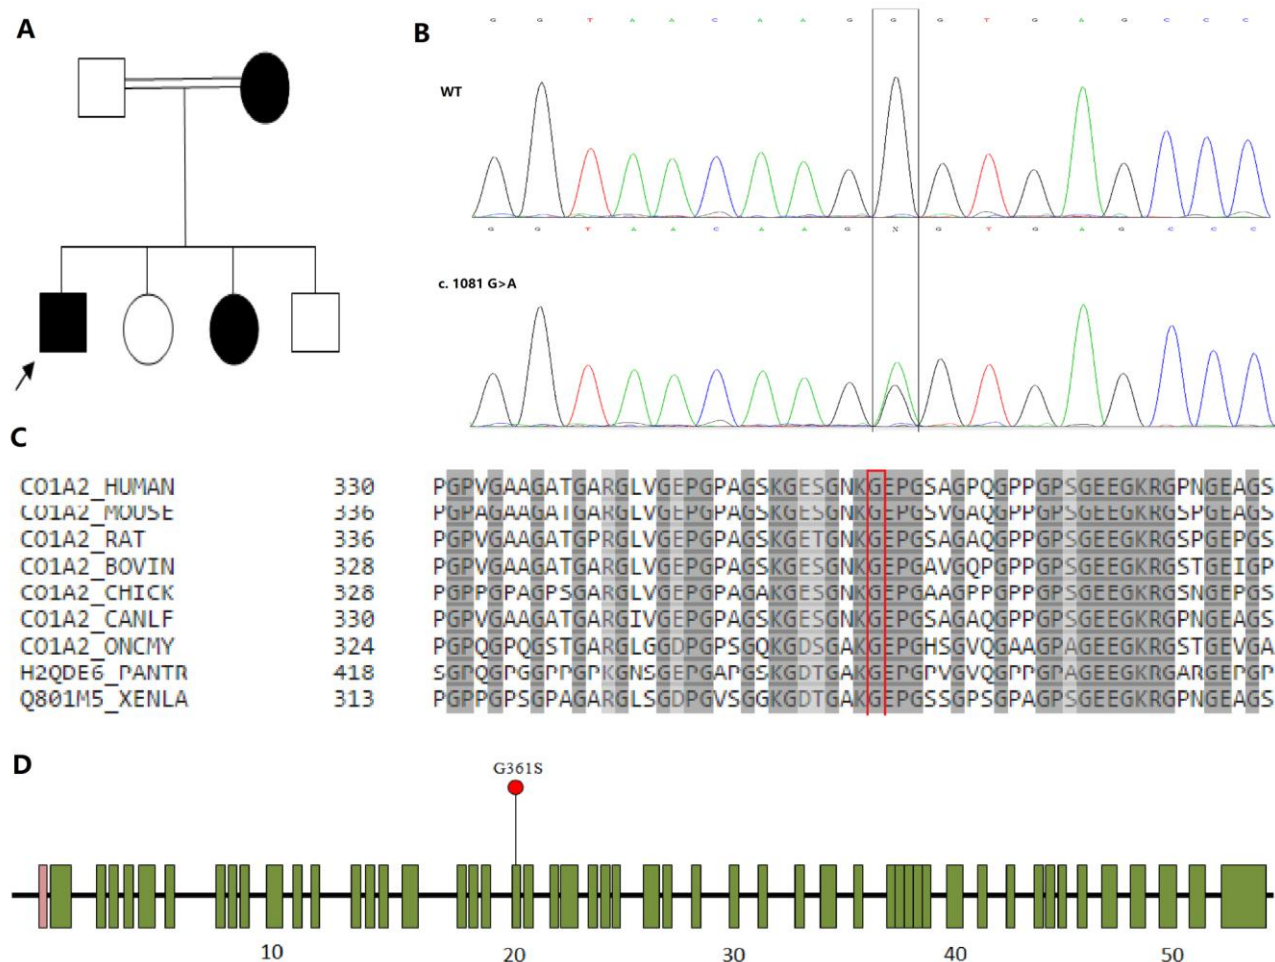 A
B
G G T A A C A A G G G T G A G C C C
WT
G G T A A C A A G N G T G A G C C C
c. 1081 G>A
C
CO1A2_HUMAN 330 PGPVGAAGATGARGLVGEPGPAGSKGESGNKGEPGSAGPQGPPGPSGEEGKRGPNGEAGS
CO1A2_MOUSE 336 PGPAGAAGATGARGLVGEPGPAGSKGESGNKGEPGSVGAQGPPGPSGEEGKRGSPGEAGS
CO1A2_RAT 336 PGPVGAAGATGPRGLVGEPGPAGSKGETGNKGEPGSAGAQGPPGPSGEEGKRGSPGEPGS
CO1A2_BOVIN 328 PGPVGAAGATGARGLVGEPGPAGSKGESGNKGEPGAVGQPGPPGPSGEEGKRGSTGEIGP
CO1A2_CHICK 328 PGPPGPAGPSGARGLVGEPGPAGAKGESGNKGEPGAAGPPGPPGPSGEEGKRGSNGEPGS
CO1A2_CANLF 330 PGPVGAAGATGARGIVGEPGPAGSKGESGNKGEPGSAGAQGPPGPSGEEGKRGPNGEAGS
CO1A2_ONCMY 324 PGPQGPQGSTGARGLGGDPGPSGQKGDSGAKGEPGHSGVQGAAGPAGEEGKRGSTGEVGA
H2QDE6_PANTR 418 SGPQGPGGPPGPKGNSGEPGAPGSKGDTGAKGEPGPVGVQGPPGPAGEEGKRGARGEPGP
Q801M5_XENLA 313 PGPPGPSGPAGARGLSGDPGVSGGKGDTGAKGEPGSSGPSGPAGPSGEEGKRGPNGEAGS
D
G361S
10 20 30 40 50